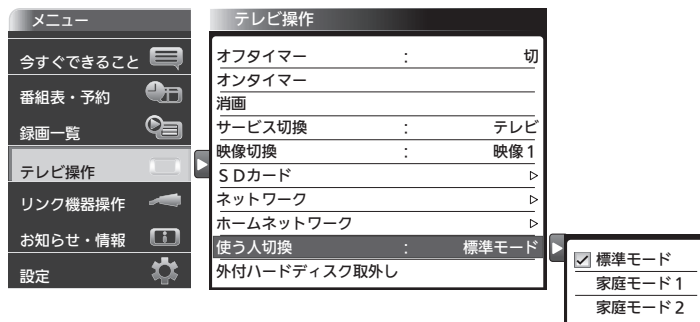 メニュー
今すぐできること
番組表・予約
録画一覧
テレビ操作
リンク機器操作
お知らせ・情報
設定
テレビ操作
オフタイマー : 切
オンタイマー
消画
サービス切換 : テレビ
映像切換 : 映像1
SDカード
ネットワーク
ホームネットワーク
使う人切換 : 標準モード
外付ハードディスク取外し
標準モード
家庭モード1
家庭モード2